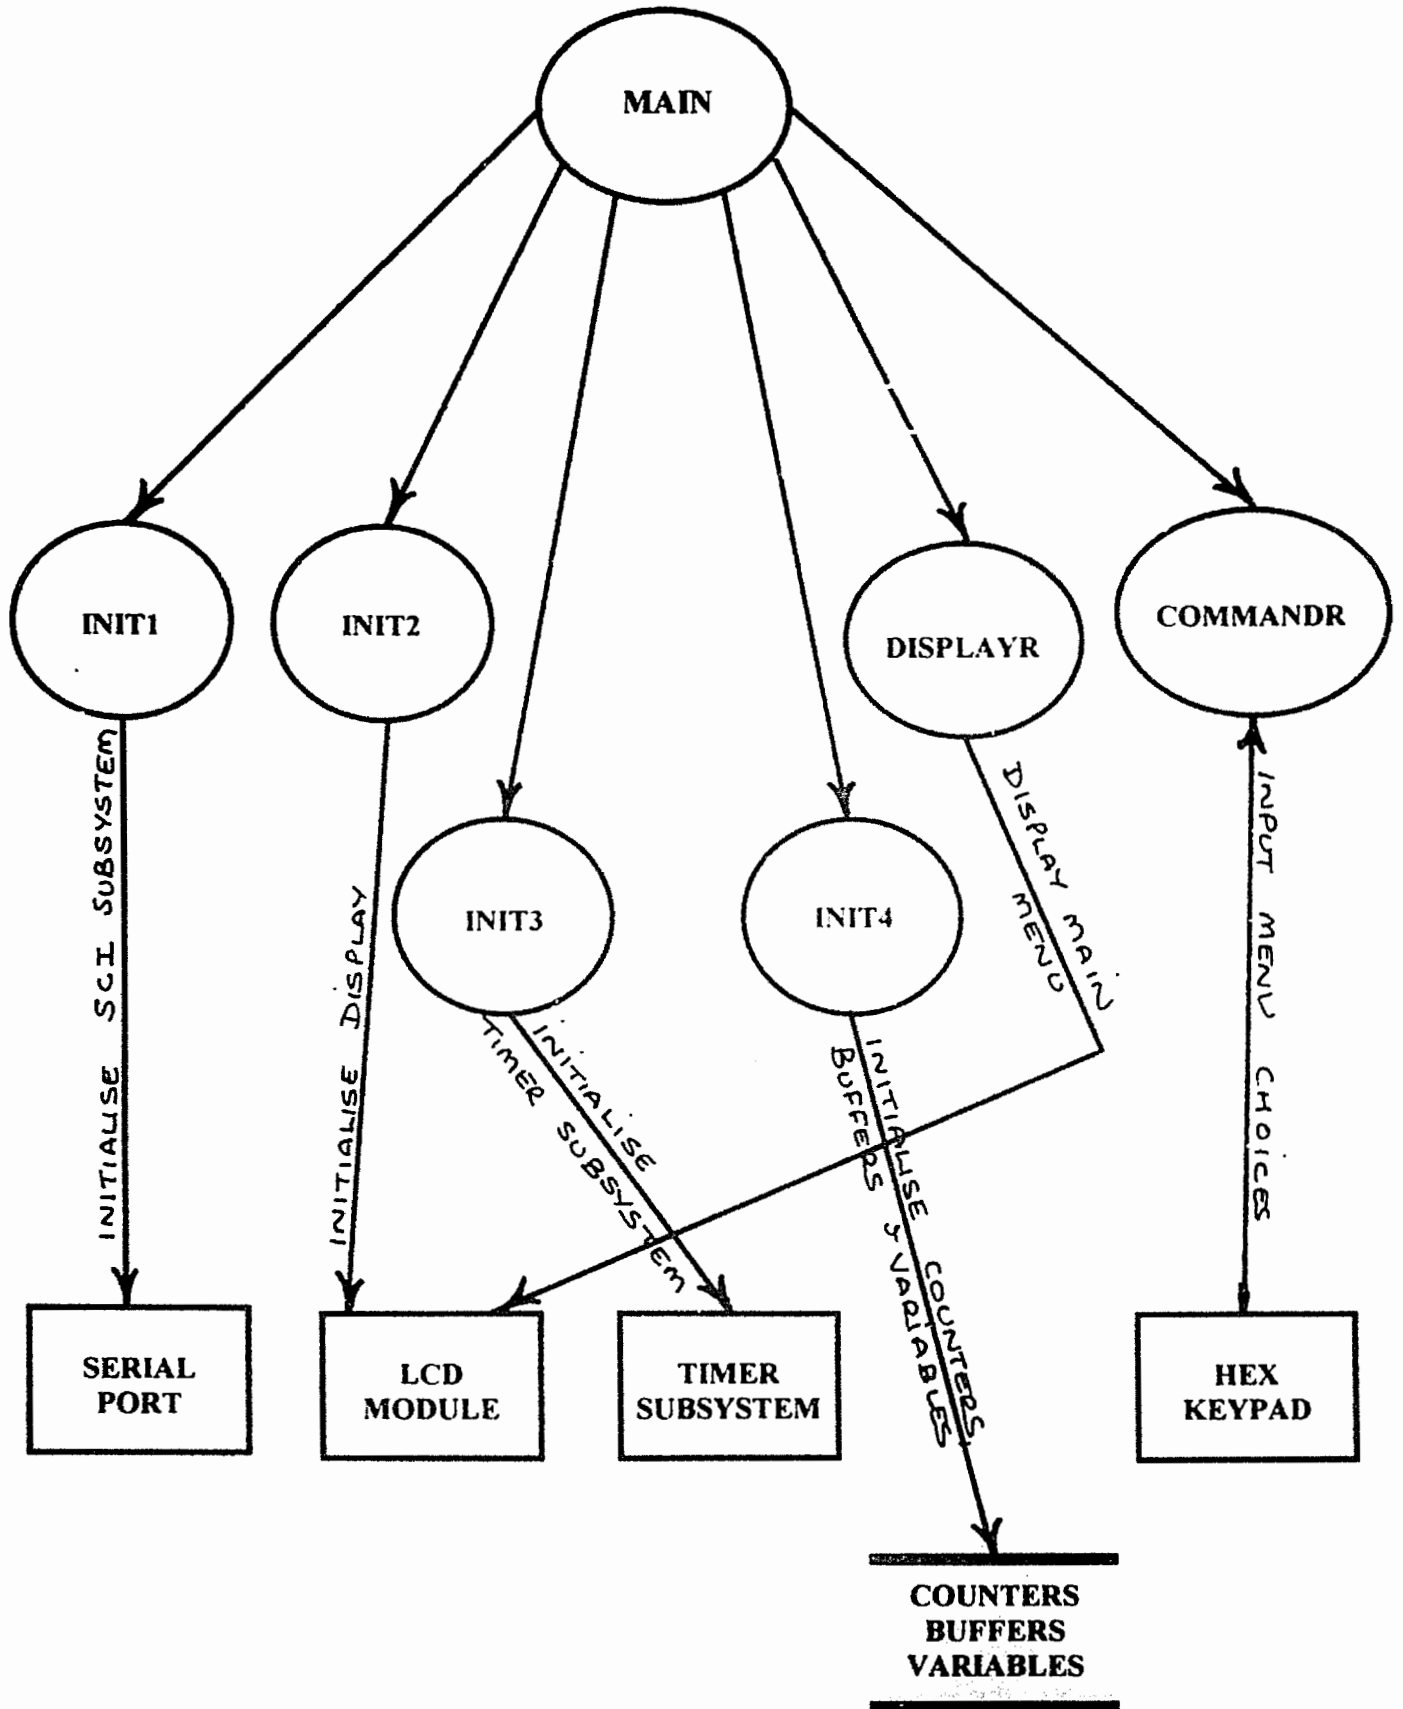 MAIN
INIT1
INIT2
DISPLAYR
COMMANDR
INIT3
INIT4
INITIALISE SCI SUBSYSTEM
INITIALISE DISPLAY
INITIALISE
TIMER SUBSYSTEM
INITIALISE COUNTERS,
BUFFERS & VARIABLES
DISPLAY MAIN
MENU
INPUT MENU CHOICES
SERIAL
PORT
LCD
MODULE
TIMER
SUBSYSTEM
HEX
KEYPAD
COUNTERS
BUFFERS
VARIABLES